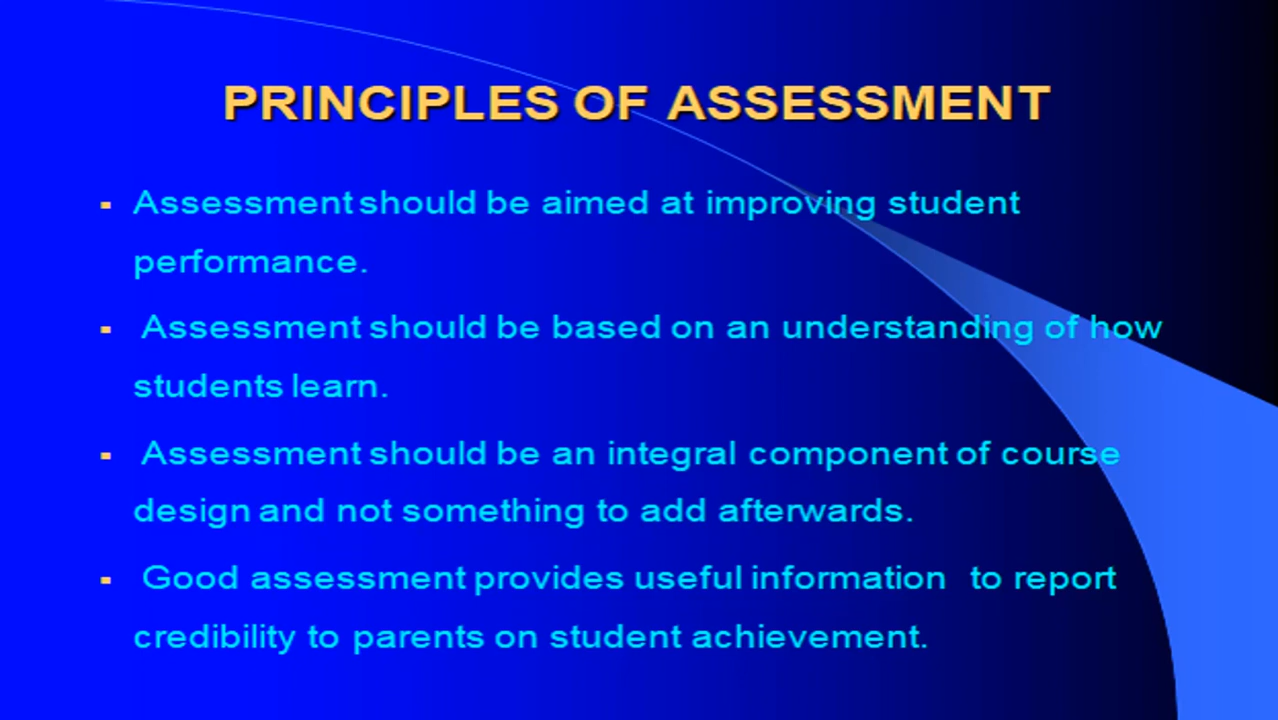 PRINCIPLES OF ASSESSMENT
▪ Assessment should be aimed at improving student
performance.
▪ Assessment should be based on an understanding of how
students learn.
▪ Assessment should be an integral component of course
design and not something to add afterwards.
▪ Good assessment provides useful information to report
credibility to parents on student achievement.